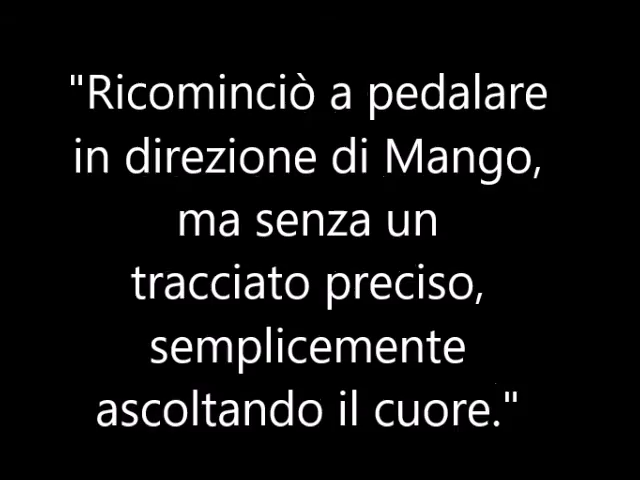 "Ricominciò a pedalare
in direzione di Mango,
ma senza un
tracciato preciso,
semplicemente
ascoltando il cuore."